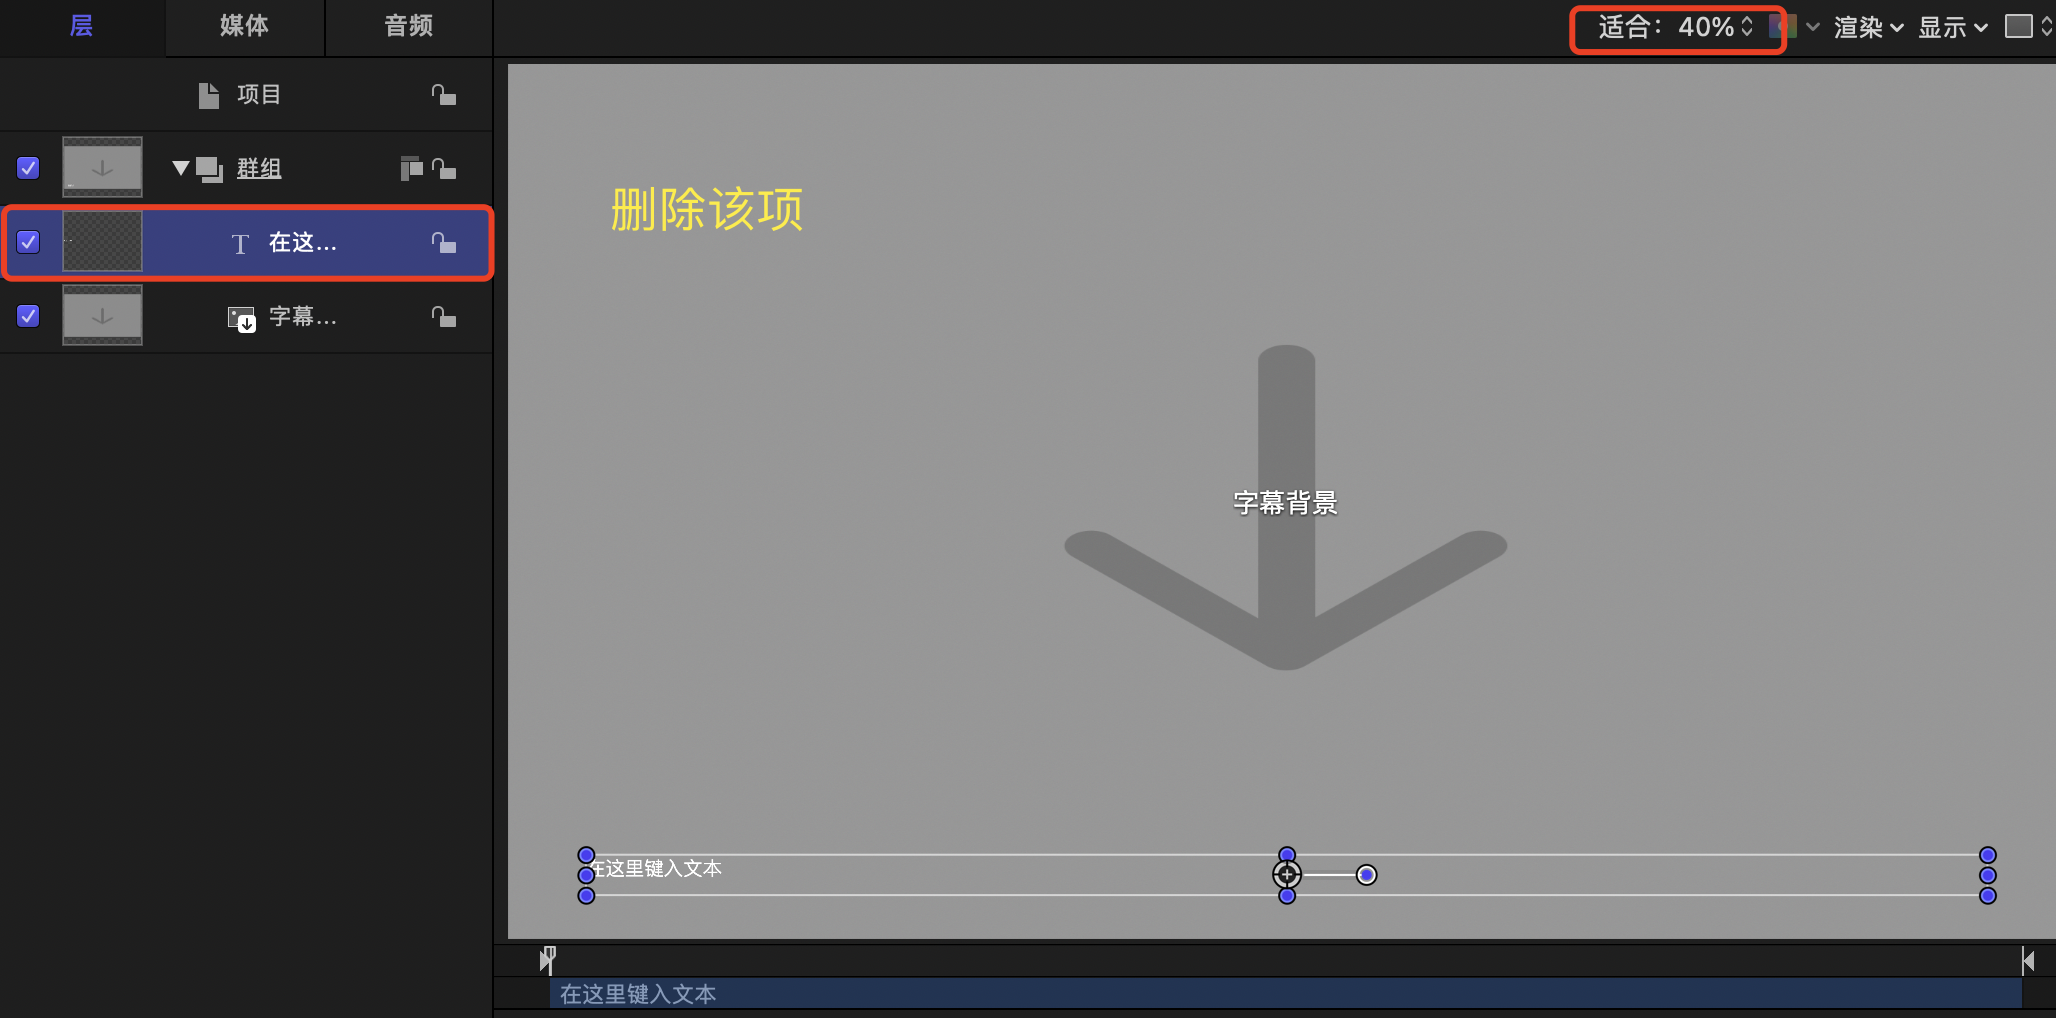 层 媒体 音频 适合：40% 渲染 显示
项目
群组
在这...
字幕...
删除该项
字幕背景
在这里键入文本
在这里键入文本